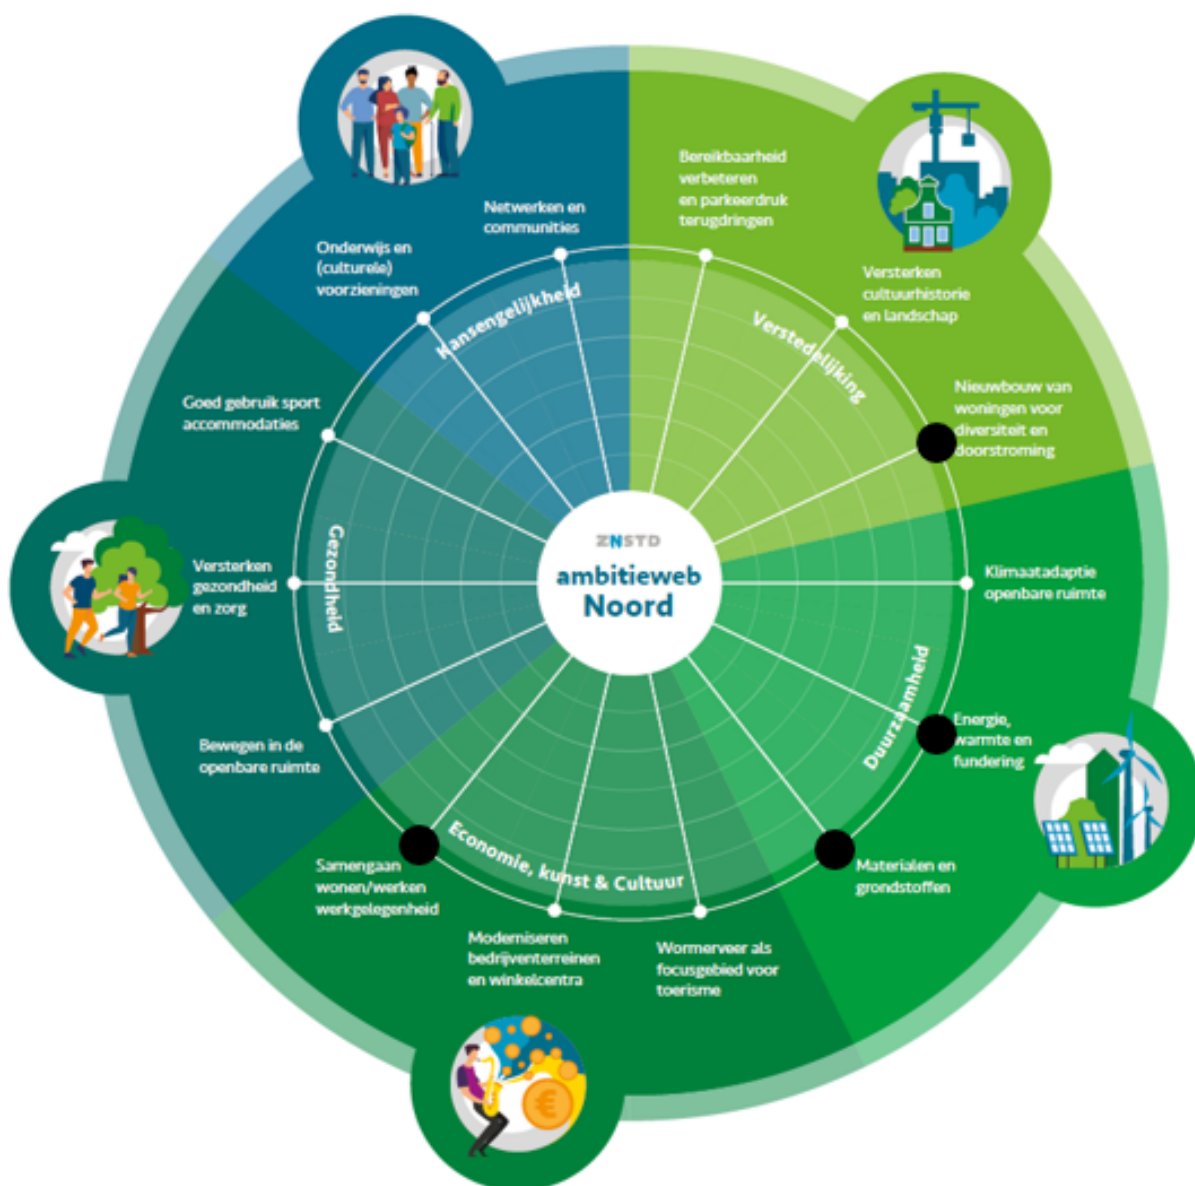 Netwerken en
communities
Onderwijs en
(culturele)
voorzieningen
Kansengelijkheid
Bereikbaarheid
verbeteren
en parkeerdruk
terugdringen
Versterken
cultuurhistorie
en landschap
Verstedelijking
Nieuwbouw van
woningen voor
diversiteit en
doorstroming
Goed gebruik sport
accommodaties
Gezondheid
Versterken
gezondheid
en zorg
Bewegen in de
openbare ruimte
ZNSTD
ambitieweb
Noord
Klimaatadaptie
openbare ruimte
Duurzaamheid
Energie,
warmte en
fundering
Materialen en
grondstoffen
Economie, kunst & Cultuur
Samengaan
wonen/werken
werkgelegenheid
Moderniseren
bedrijventerreinen
en winkelcentra
Wormerveer als
focusgebied voor
toerisme
€